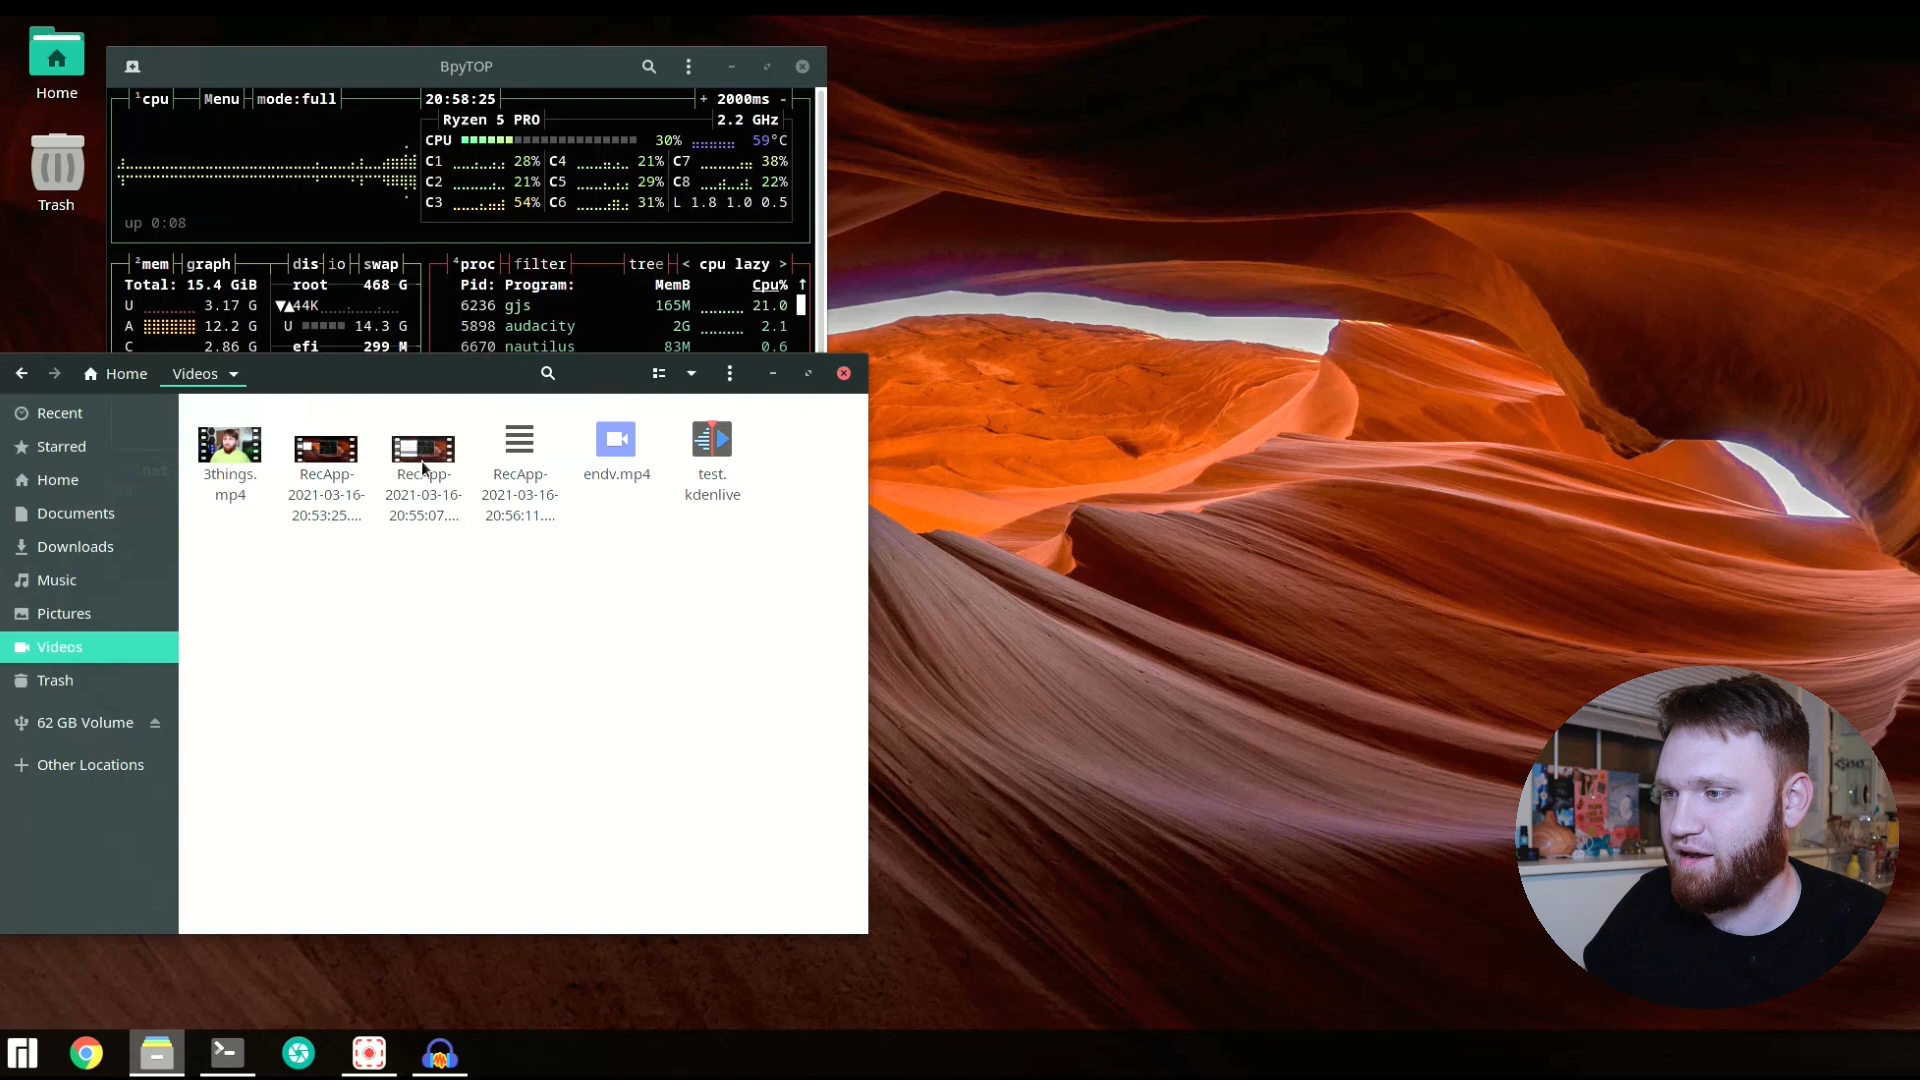 Home
Trash
BpyTOP
¹cpu Menu mode:full 20:58:25 + 2000ms -
Ryzen 5 PRO 2.2 GHz
CPU 30% 59°C
C1 28% C4 21% C7 38%
C2 21% C5 29% C8 22%
C3 54% C6 31% L 1.8 1.0 0.5
up 0:08
²mem graph dis io swap ⁴proc filter tree < cpu lazy >
Total: 15.4 GiB root 468 G Pid: Program: MemB Cpu% ↑
U 3.17 G ▼▲44K 6236 gjs 165M 21.0
A 12.2 G U 14.3 G 5898 audacity 2G 2.1
C 2.86 G efi 299 M 6670 nautilus 83M 0.6
Home Videos
Recent
Starred
Home
Documents
Downloads
Music
Pictures
Videos
Trash
62 GB Volume
Other Locations
3things.
mp4
RecApp-
2021-03-16-
20:53:25....
RecApp-
2021-03-16-
20:55:07....
RecApp-
2021-03-16-
20:56:11....
endv.mp4
test.
kdenlive